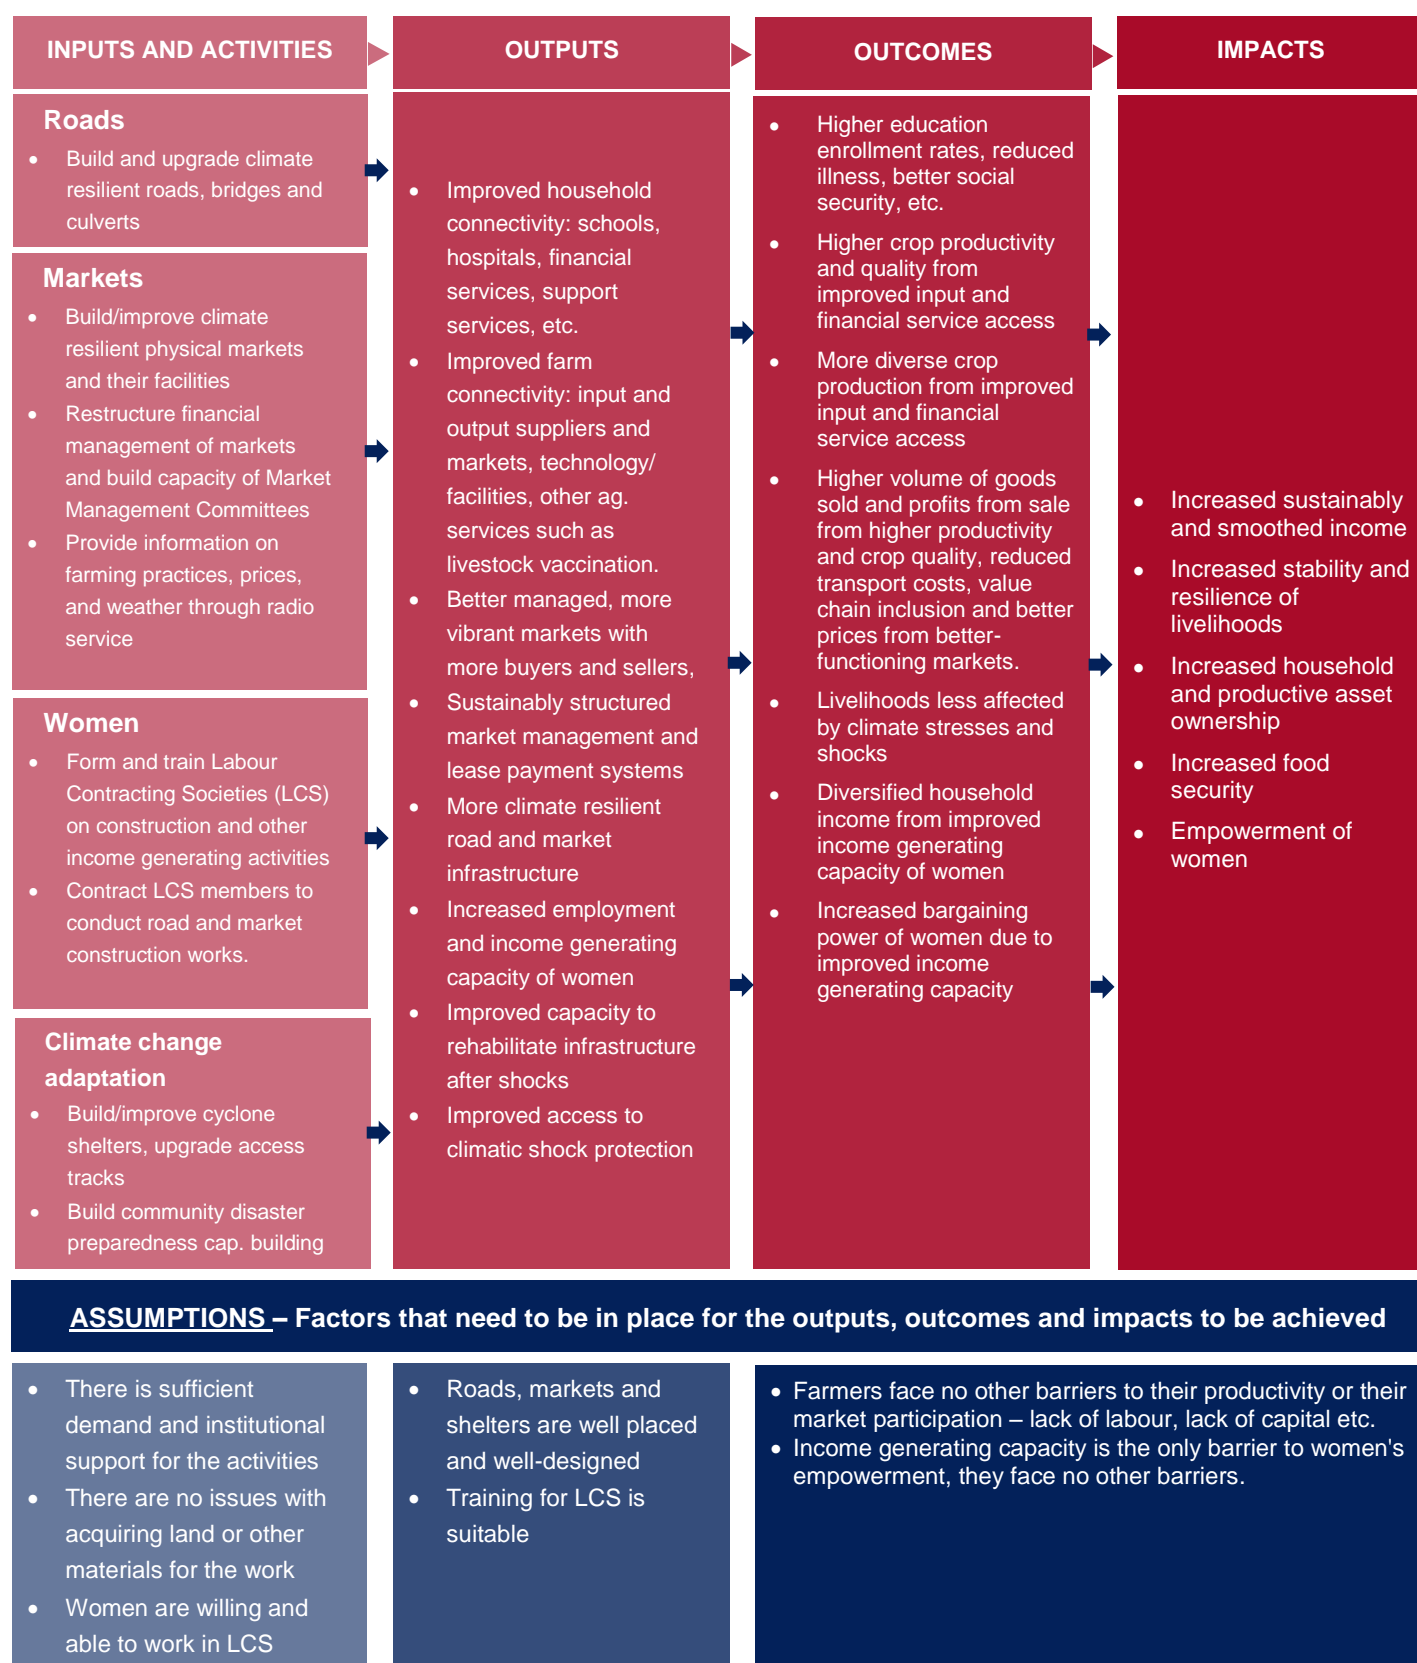 INPUTS AND ACTIVITIES
OUTPUTS
OUTCOMES
IMPACTS
Roads
• Build and upgrade climate
resilient roads, bridges and
culverts
Markets
• Build/improve climate
resilient physical markets
and their facilities
• Restructure financial
management of markets
and build capacity of Market
Management Committees
• Provide information on
farming practices, prices,
and weather through radio
service
Women
• Form and train Labour
Contracting Societies (LCS)
on construction and other
income generating activities
• Contract LCS members to
conduct road and market
construction works.
Climate change
adaptation
• Build/improve cyclone
shelters, upgrade access
tracks
• Build community disaster
preparedness cap. building
• Improved household
connectivity: schools,
hospitals, financial
services, support
services, etc.
• Improved farm
connectivity: input and
output suppliers and
markets, technology/
facilities, other ag.
services such as
livestock vaccination.
• Better managed, more
vibrant markets with
more buyers and sellers,
• Sustainably structured
market management and
lease payment systems
• More climate resilient
road and market
infrastructure
• Increased employment
and income generating
capacity of women
• Improved capacity to
rehabilitate infrastructure
after shocks
• Improved access to
climatic shock protection
• Higher education
enrollment rates, reduced
illness, better social
security, etc.
• Higher crop productivity
and quality from
improved input and
financial service access
• More diverse crop
production from improved
input and financial
service access
• Higher volume of goods
sold and profits from sale
from higher productivity
and crop quality, reduced
transport costs, value
chain inclusion and better
prices from better-
functioning markets.
• Livelihoods less affected
by climate stresses and
shocks
• Diversified household
income from improved
income generating
capacity of women
• Increased bargaining
power of women due to
improved income
generating capacity
• Increased sustainably
and smoothed income
• Increased stability and
resilience of
livelihoods
• Increased household
and productive asset
ownership
• Increased food
security
• Empowerment of
women
ASSUMPTIONS – Factors that need to be in place for the outputs, outcomes and impacts to be achieved
• There is sufficient
demand and institutional
support for the activities
• There are no issues with
acquiring land or other
materials for the work
• Women are willing and
able to work in LCS
• Roads, markets and
shelters are well placed
and well-designed
• Training for LCS is
suitable
• Farmers face no other barriers to their productivity or their
market participation – lack of labour, lack of capital etc.
• Income generating capacity is the only barrier to women's
empowerment, they face no other barriers.